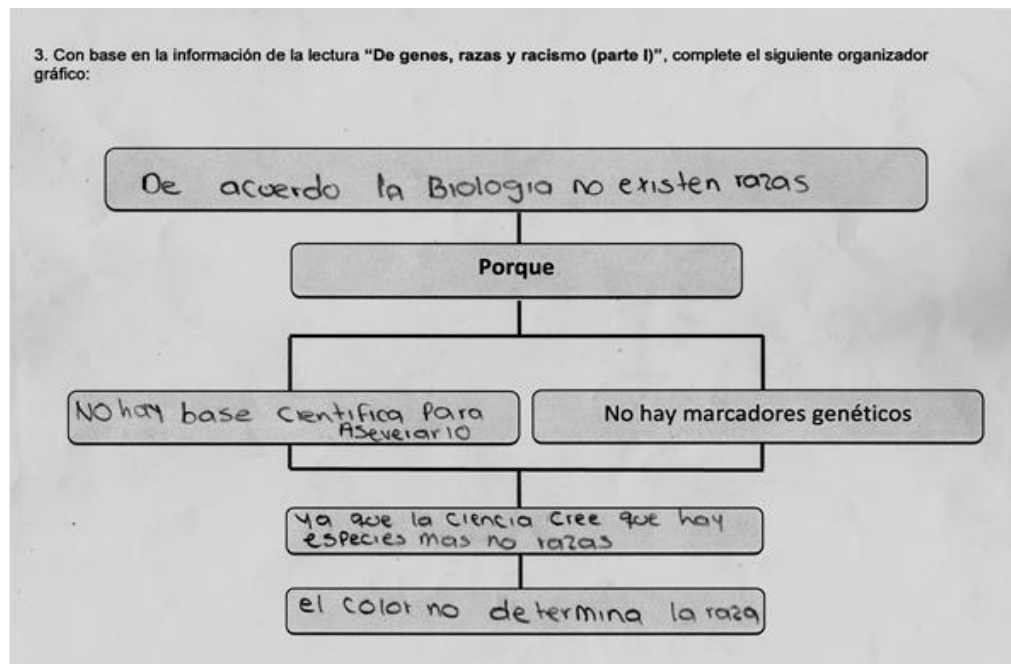 3. Con base en la información de la lectura “De genes, razas y racismo (parte I)”, complete el siguiente organizador
gráfico:
De acuerdo la Biologia no existen razas
Porque
NO hay base cientifica Para
Aseverarlo
No hay marcadores genéticos
ya que la ciencia cree que hay
especies mas no razas
el color no determina la raza